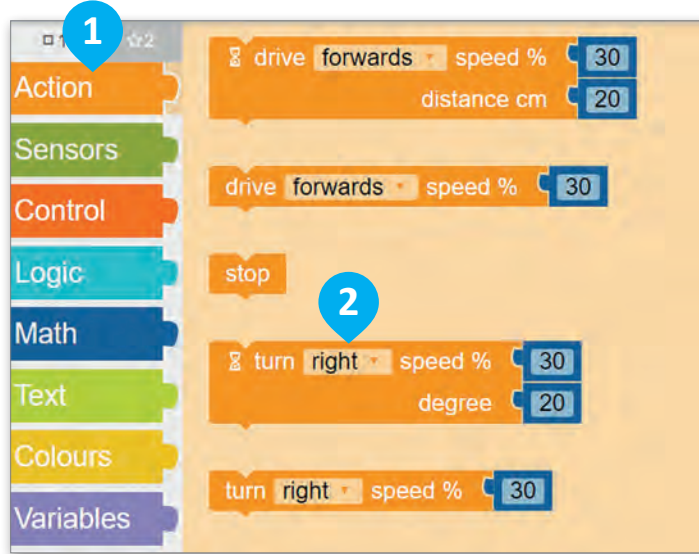 1
2
Action
Sensors
Control
Logic
Math
Text
Colours
Variables
drive forwards speed % 30
distance cm 20
drive forwards speed % 30
stop
2
turn right speed % 30
degree 20
turn right speed % 30